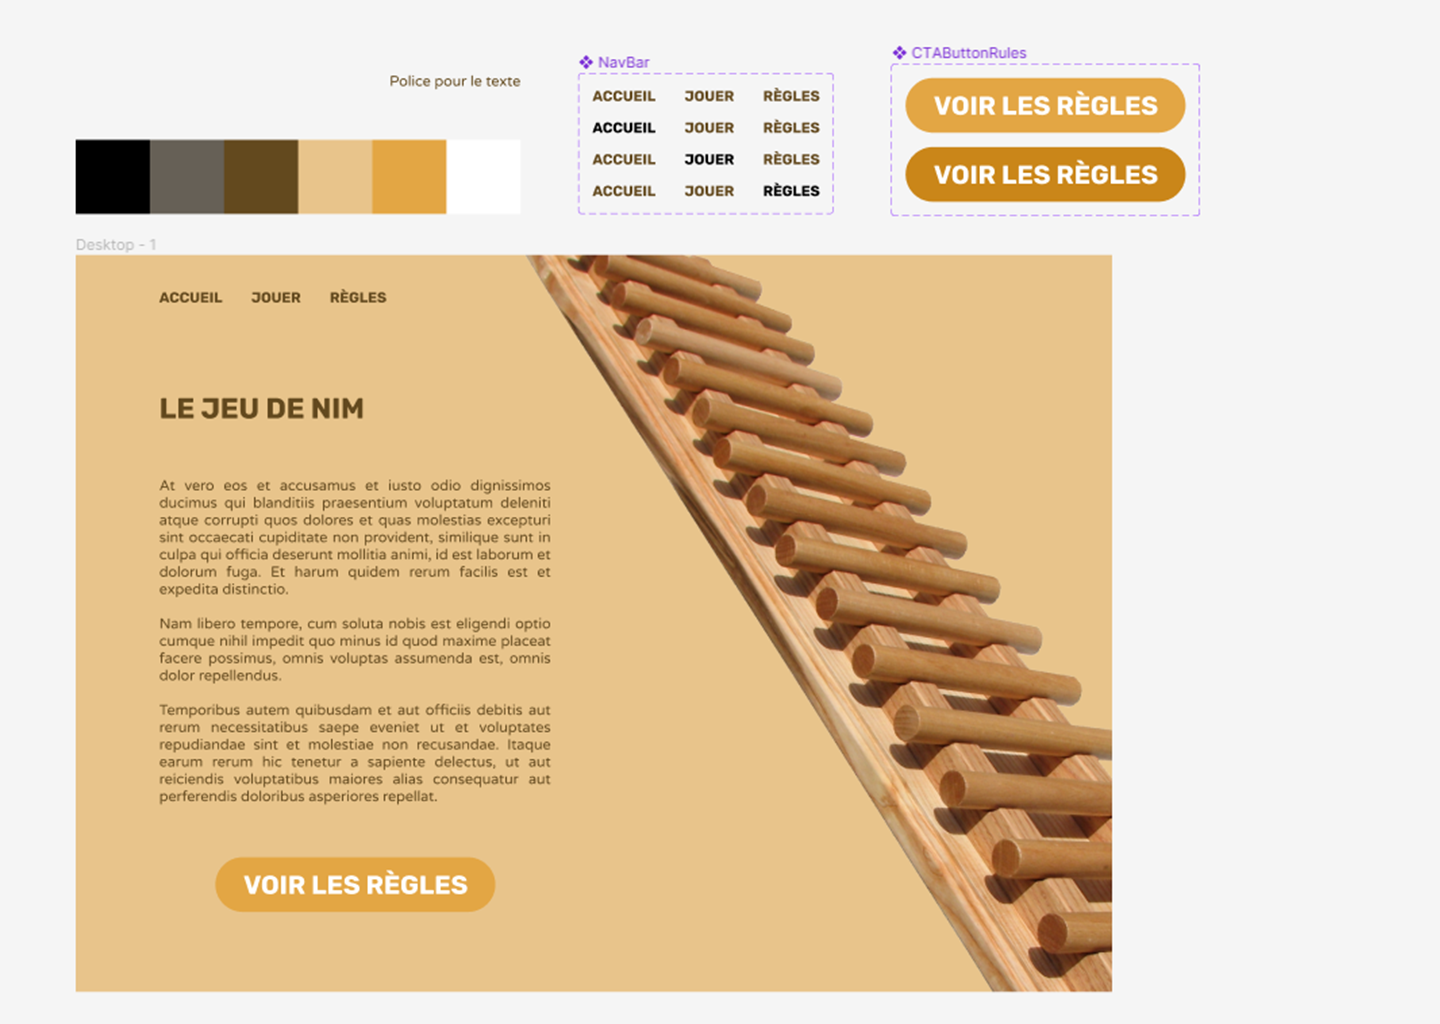 Police pour le texte
NavBar
ACCUEIL JOUER RÈGLES
ACCUEIL JOUER RÈGLES
ACCUEIL JOUER RÈGLES
ACCUEIL JOUER RÈGLES
CTAButtonRules
VOIR LES RÈGLES
VOIR LES RÈGLES
Desktop - 1
ACCUEIL JOUER RÈGLES
LE JEU DE NIM
At vero eos et accusamus et iusto odio dignissimos
ducimus qui blanditiis praesentium voluptatum deleniti
atque corrupti quos dolores et quas molestias excepturi
sint occaecati cupiditate non provident, similique sunt in
culpa qui officia deserunt mollitia animi, id est laborum et
dolorum fuga. Et harum quidem rerum facilis est et
expedita distinctio.
Nam libero tempore, cum soluta nobis est eligendi optio
cumque nihil impedit quo minus id quod maxime placeat
facere possimus, omnis voluptas assumenda est, omnis
dolor repellendus.
Temporibus autem quibusdam et aut officiis debitis aut
rerum necessitatibus saepe eveniet ut et voluptates
repudiandae sint et molestiae non recusandae. Itaque
earum rerum hic tenetur a sapiente delectus, ut aut
reiciendis voluptatibus maiores alias consequatur aut
perferendis doloribus asperiores repellat.
VOIR LES RÈGLES